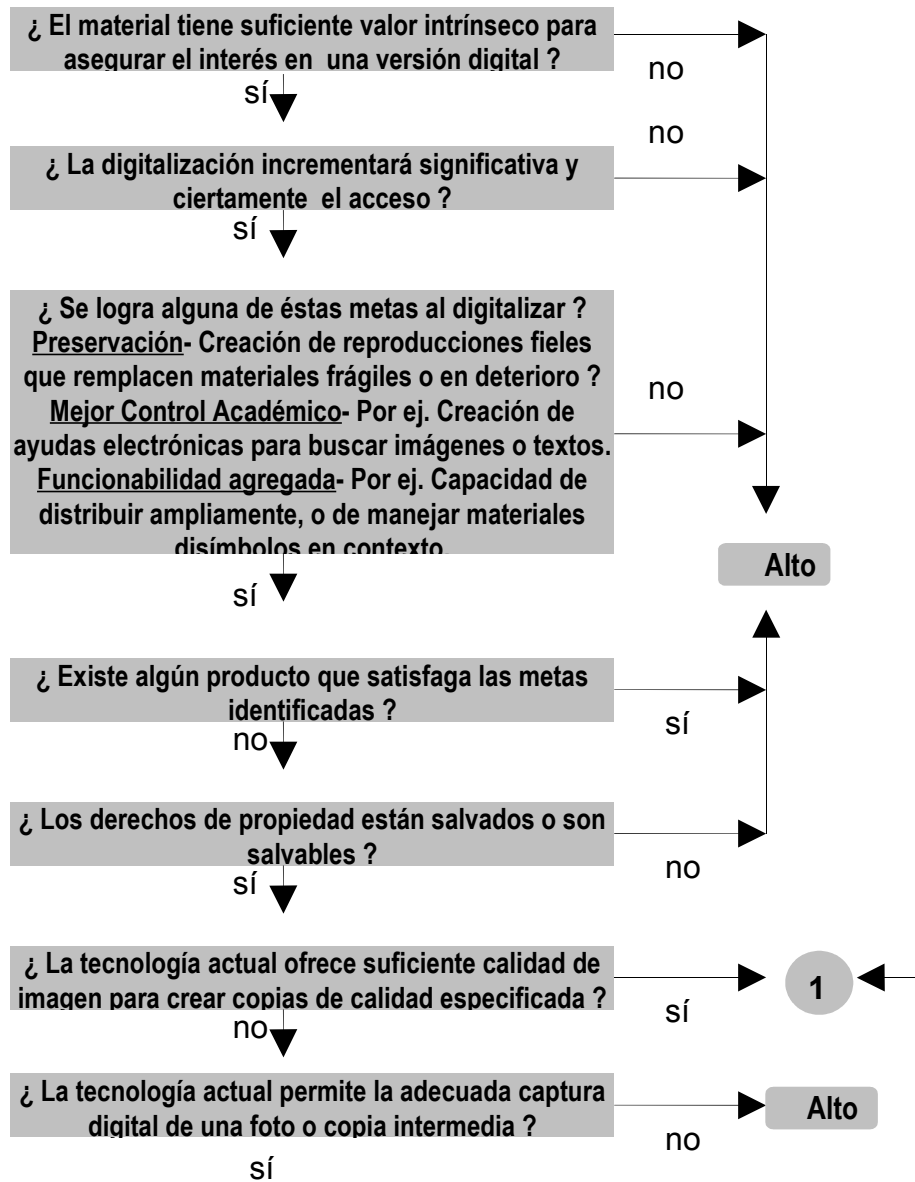 ¿ El material tiene suficiente valor intrínseco para
asegurar el interés en una versión digital ?
no
sí
no
¿ La digitalización incrementará significativa y
ciertamente el acceso ?
sí
¿ Se logra alguna de éstas metas al digitalizar ?
Preservación- Creación de reproducciones fieles
que remplacen materiales frágiles o en deterioro ?
no
Mejor Control Académico- Por ej. Creación de
ayudas electrónicas para buscar imágenes o textos.
Funcionabilidad agregada- Por ej. Capacidad de
distribuir ampliamente, o de manejar materiales
disímbolos en contexto.
Alto
sí
¿ Existe algún producto que satisfaga las metas
identificadas ?
sí
no
¿ Los derechos de propiedad están salvados o son
salvables ?
no
sí
¿ La tecnología actual ofrece suficiente calidad de
imagen para crear copias de calidad especificada ?
1
sí
no
¿ La tecnología actual permite la adecuada captura
digital de una foto o copia intermedia ?
Alto
no
sí